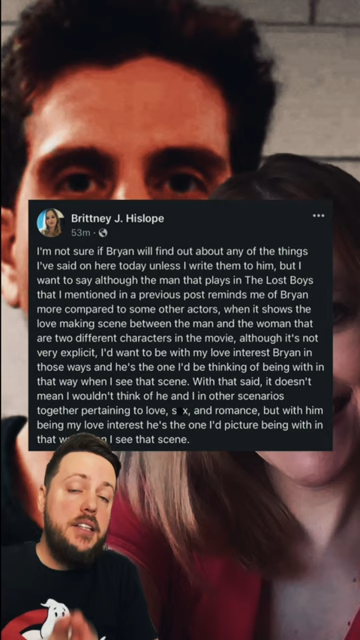 Brittney J. Hislope
53m ·
I'm not sure if Bryan will find out about any of the things
I've said on here today unless I write them to him, but I
want to say although the man that plays in The Lost Boys
that I mentioned in a previous post reminds me of Bryan
more compared to some other actors, when it shows the
love making scene between the man and the woman that
are two different characters in the movie, although it's not
very explicit, I'd want to be with my love interest Bryan in
those ways and he's the one I'd be thinking of being with in
that way when I see that scene. With that said, it doesn't
mean I wouldn't think of he and I in other scenarios
together pertaining to love, s x, and romance, but with him
being my love interest he's the one I'd picture being with in
that I see that scene.